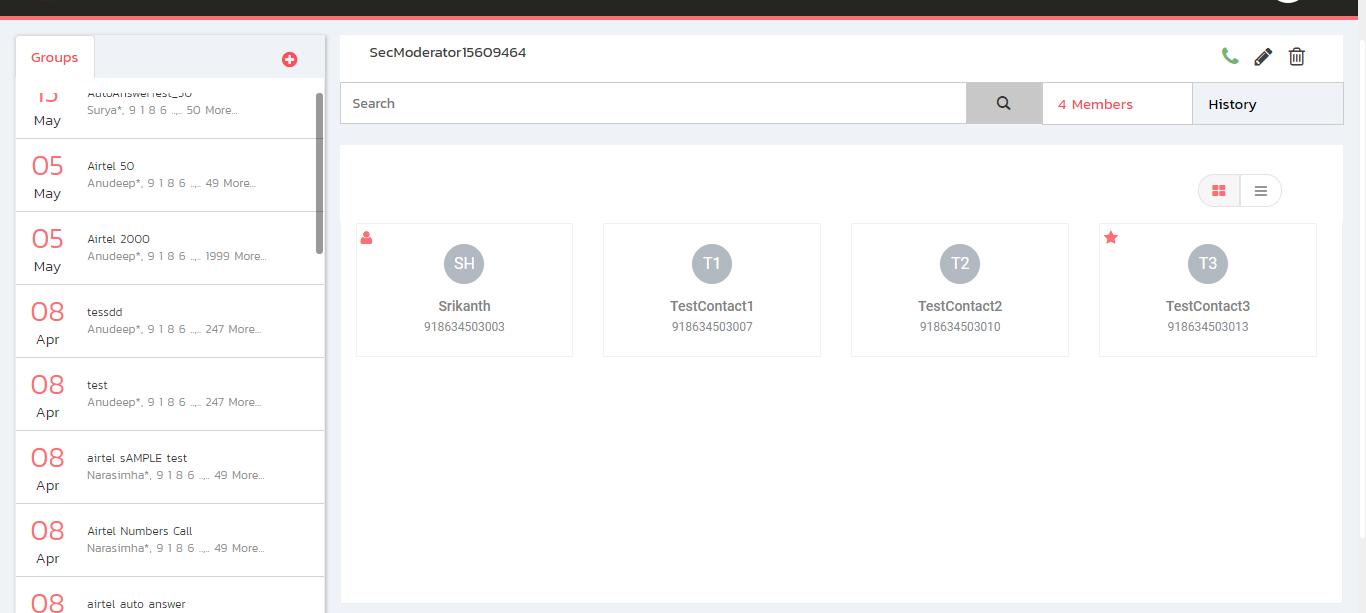 Groups
SecModerator15609464
Search
4 Members
History
13
May
AutoAnswerTest_50
Surya*, 9 1 8 6 ..,.. 50 More...
05
May
Airtel 50
Anudeep*, 9 1 8 6 ..,.. 49 More...
05
May
Airtel 2000
Anudeep*, 9 1 8 6 ..,.. 1999 More...
08
Apr
tessdd
Anudeep*, 9 1 8 6 ..,.. 247 More...
08
Apr
test
Anudeep*, 9 1 8 6 ..,.. 247 More...
08
Apr
airtel sAMPLE test
Narasimha*, 9 1 8 6 ..,.. 49 More...
08
Apr
Airtel Numbers Call
Narasimha*, 9 1 8 6 ..,.. 49 More...
08
airtel auto answer
SH
Srikanth
918634503003
T1
TestContact1
918634503007
T2
TestContact2
918634503010
T3
TestContact3
918634503013